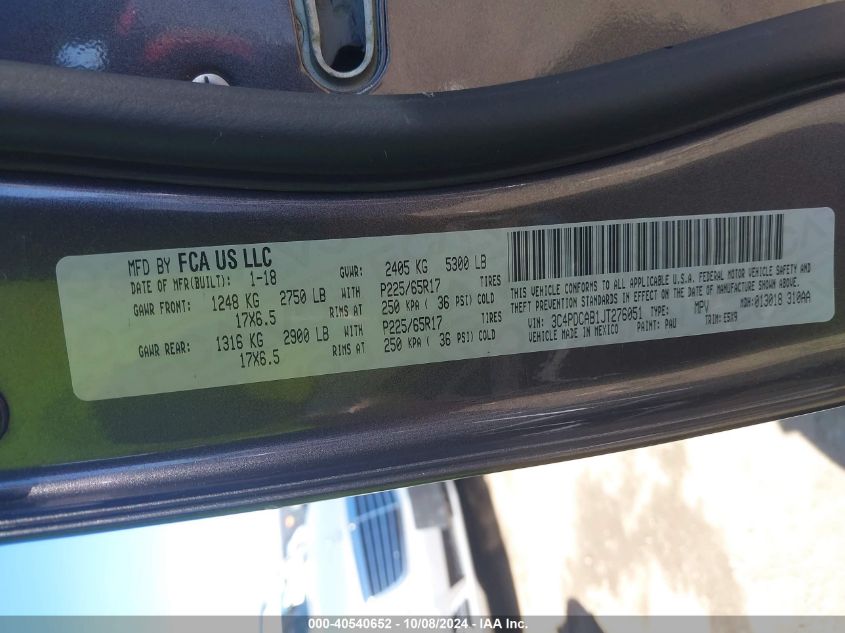 MFD BY FCA US LLC
DATE OF MFR(BUILT): 1-18 GVWR: 2405 KG 5300 LB
GAWR FRONT: 1248 KG 2750 LB WITH P225/65R17 TIRES
17X6.5 RIMS AT 250 KPA ( 36 PSI) COLD
GAWR REAR: 1316 KG 2900 LB WITH P225/65R17 TIRES
17X6.5 RIMS AT 250 KPA ( 36 PSI) COLD
THIS VEHICLE CONFORMS TO ALL APPLICABLE U.S.A. FEDERAL MOTOR VEHICLE SAFETY AND
THEFT PREVENTION STANDARDS IN EFFECT ON THE DATE OF MANUFACTURE SHOWN ABOVE.
VIN: 3C4PDCAB1JT276051 TYPE: MPV MDH: 013018 310AA
VEHICLE MADE IN MEXICO PAINT: PAU TRIM: E5X9
000-40540652 - 10/08/2024 - IAA Inc.